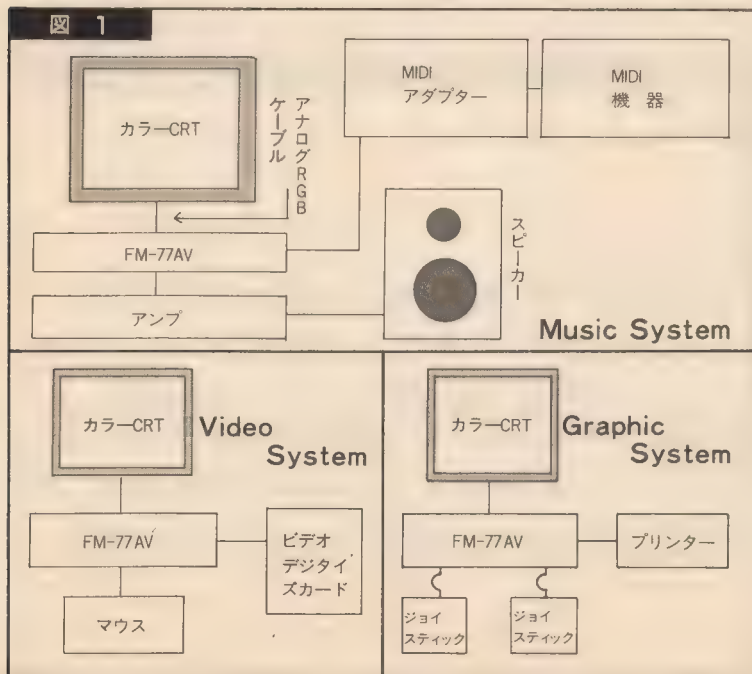 図 1
カラーCRT
アナログRGB
ケーブル
MIDI
アダプター
MIDI
機 器
FM-77AV
アンプ
スピーカー
Music System
カラーCRT
Video
System
FM-77AV
ビデオ
デジタイ
ズカード
マウス
カラーCRT
Graphic
System
FM-77AV
プリンター
ジョイ
スティック
ジョイ
スティック